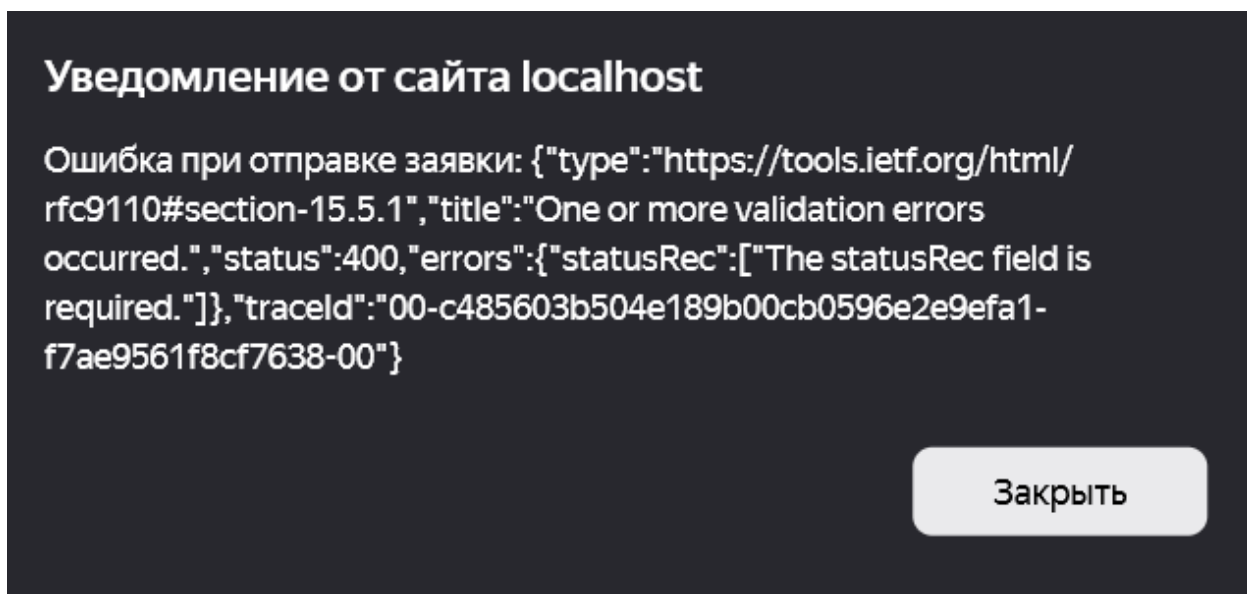 Уведомление от сайта localhost
Ошибка при отправке заявки: {"type":"https://tools.ietf.org/html/
rfc9110#section-15.5.1","title":"One or more validation errors
occurred.","status":400,"errors":{"statusRec":["The statusRec field is
required."]},"traceId":"00-c485603b504e189b00cb0596e2e9efa1-
f7ae9561f8cf7638-00"}
Закрыть